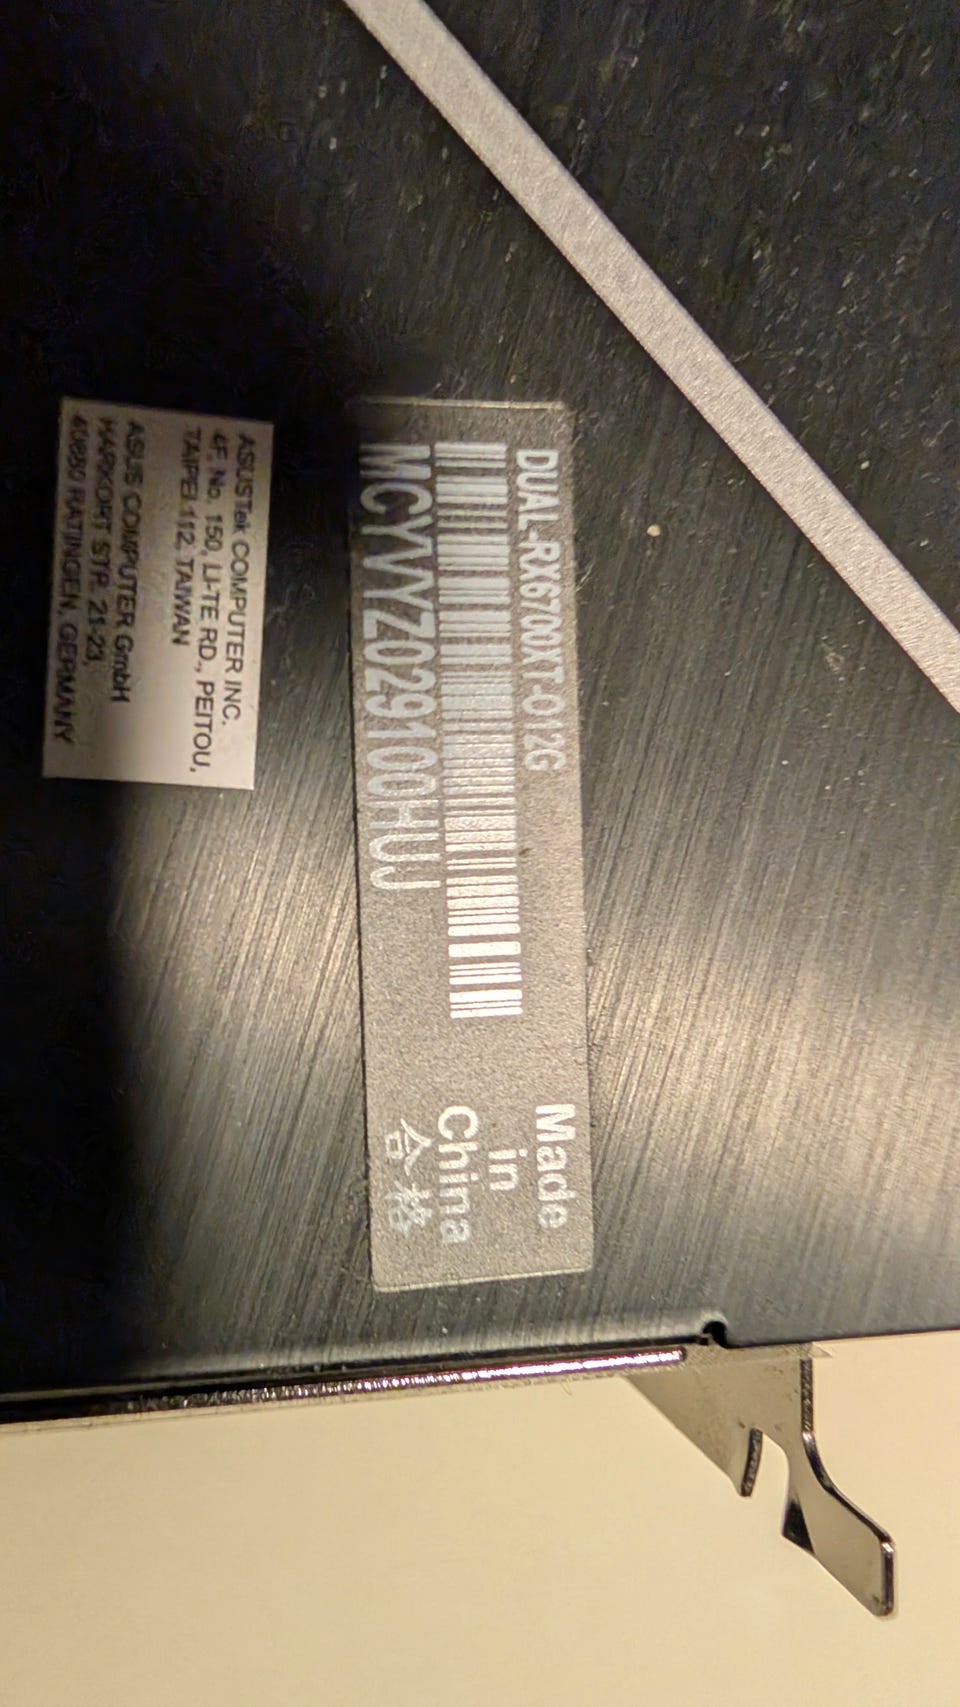 DUAL-RX6700XT-O12G
MCYVYZ029100HUJ
Made
in
China
合格
ASUSTek COMPUTER INC.
4F, No. 150, LI-TE RD., PEITOU,
TAIPEI 112, TAIWAN
ASUS COMPUTER GmbH
HARKORT STR. 21-23,
40880 RATINGEN, GERMANY